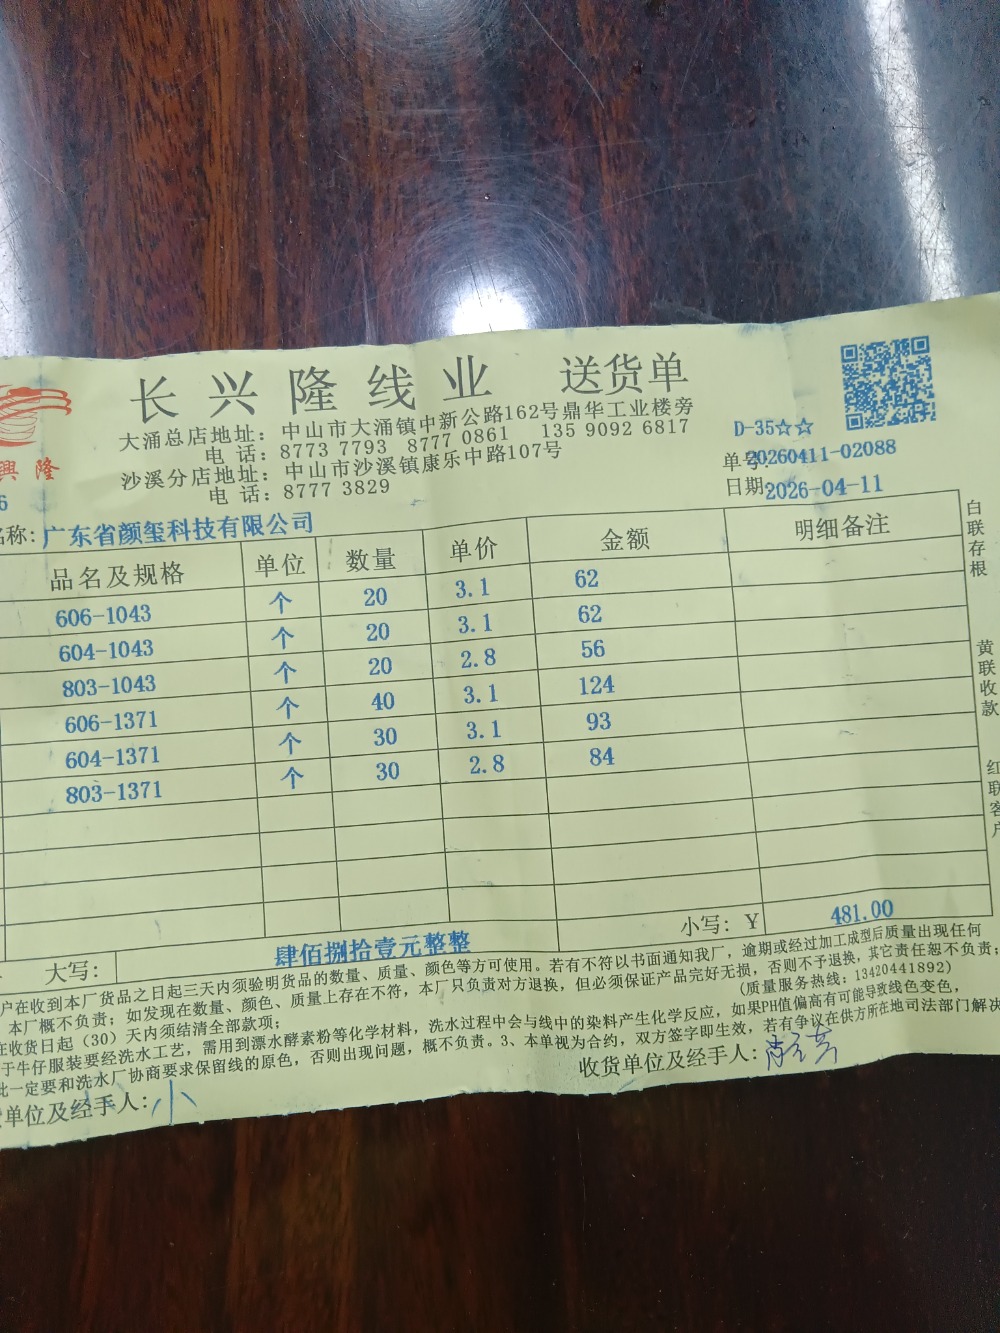 长兴隆线业 送货单
大涌总店地址：中山市大涌镇中新公路162号鼎华工业楼旁
电 话：8773 7793 8777 0861 135 9092 6817
沙溪分店地址：中山市沙溪镇康乐中路107号
电 话：8777 3829
興隆
6
D-35☆☆
单号:20260411-02088
日期:2026-04-11
名称:广东省颜玺科技有限公司
品名及规格 单位 数量 单价 金额 明细备注
606-1043 个 20 3.1 62
604-1043 个 20 3.1 62
803-1043 个 20 2.8 56
606-1371 个 40 3.1 124
604-1371 个 30 3.1 93
803-1371 个 30 2.8 84
小写：Y 481.00
大写： 肆佰捌拾壹元整整
户在收到本厂货品之日起三天内须验明货品的数量、质量、颜色等方可使用。若有不符以书面通知我厂，逾期或经过加工成型后质量出现任何
，本厂概不负责；如发现在数量、颜色、质量上存在不符，本厂只负责对方退换，但必须保证产品完好无损，否则不予退换，其它责任恕不负责；
在收货日起（30）天内须结清全部款项； (质量服务热线：13420441892)
于牛仔服装要经洗水工艺，需用到漂水酵素粉等化学材料，洗水过程中会与线中的染料产生化学反应，如果PH值偏高有可能导致线色变色，
此一定要和洗水厂协商要求保留线的原色，否则出现问题，概不负责。3、本单视为合约，双方签字即生效，若有争议在供方所在地司法部门解决
单位及经手人: 小
收货单位及经手人:
白联存根
黄联收款
红联客户